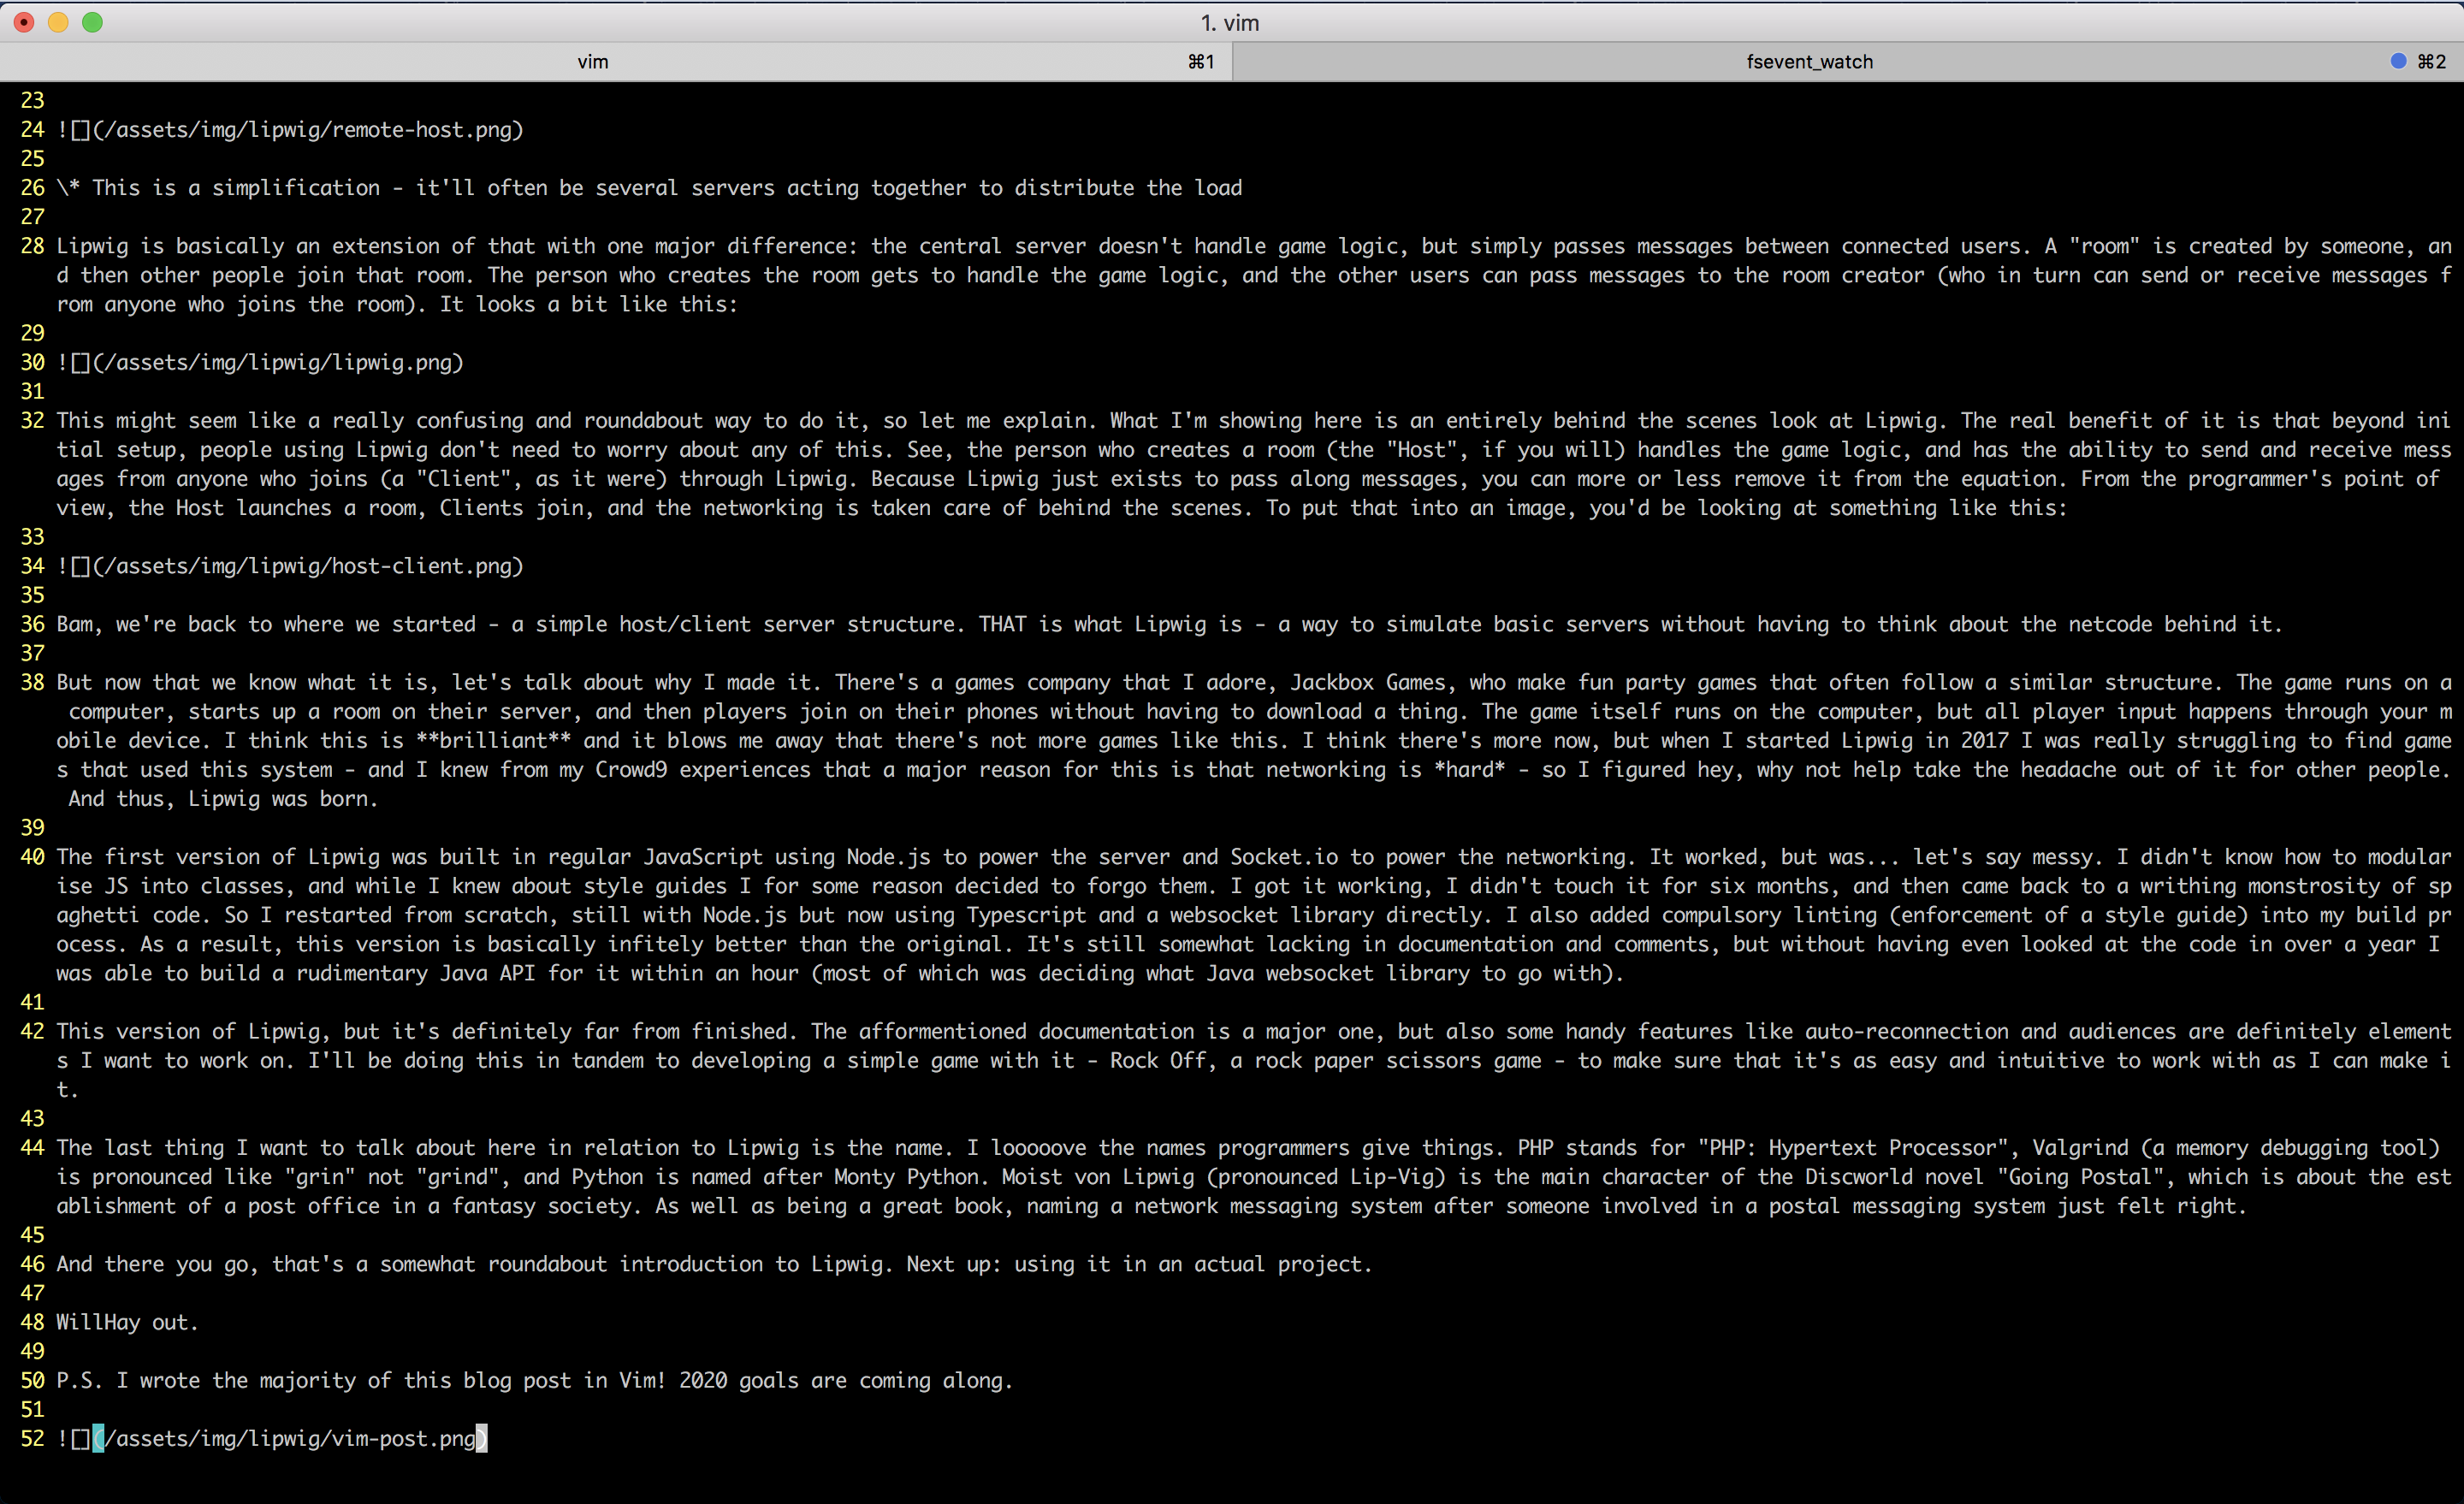 1. vim
vim ⌘1 fsevent_watch ⌘2
23
24 ![](/assets/img/lipwig/remote-host.png)
25
26 \* This is a simplification - it'll often be several servers acting together to distribute the load
27
28 Lipwig is basically an extension of that with one major difference: the central server doesn't handle game logic, but simply passes messages between connected users. A "room" is created by someone, an
d then other people join that room. The person who creates the room gets to handle the game logic, and the other users can pass messages to the room creator (who in turn can send or receive messages f
rom anyone who joins the room). It looks a bit like this:
29
30 ![](/assets/img/lipwig/lipwig.png)
31
32 This might seem like a really confusing and roundabout way to do it, so let me explain. What I'm showing here is an entirely behind the scenes look at Lipwig. The real benefit of it is that beyond ini
tial setup, people using Lipwig don't need to worry about any of this. See, the person who creates a room (the "Host", if you will) handles the game logic, and has the ability to send and receive mess
ages from anyone who joins (a "Client", as it were) through Lipwig. Because Lipwig just exists to pass along messages, you can more or less remove it from the equation. From the programmer's point of
view, the Host launches a room, Clients join, and the networking is taken care of behind the scenes. To put that into an image, you'd be looking at something like this:
33
34 ![](/assets/img/lipwig/host-client.png)
35
36 Bam, we're back to where we started - a simple host/client server structure. THAT is what Lipwig is - a way to simulate basic servers without having to think about the netcode behind it.
37
38 But now that we know what it is, let's talk about why I made it. There's a games company that I adore, Jackbox Games, who make fun party games that often follow a similar structure. The game runs on a
computer, starts up a room on their server, and then players join on their phones without having to download a thing. The game itself runs on the computer, but all player input happens through your m
obile device. I think this is **brilliant** and it blows me away that there's not more games like this. I think there's more now, but when I started Lipwig in 2017 I was really struggling to find game
s that used this system - and I knew from my Crowd9 experiences that a major reason for this is that networking is *hard* - so I figured hey, why not help take the headache out of it for other people.
And thus, Lipwig was born.
39
40 The first version of Lipwig was built in regular JavaScript using Node.js to power the server and Socket.io to power the networking. It worked, but was... let's say messy. I didn't know how to modular
ise JS into classes, and while I knew about style guides I for some reason decided to forgo them. I got it working, I didn't touch it for six months, and then came back to a writhing monstrosity of sp
aghetti code. So I restarted from scratch, still with Node.js but now using Typescript and a websocket library directly. I also added compulsory linting (enforcement of a style guide) into my build pr
ocess. As a result, this version is basically infitely better than the original. It's still somewhat lacking in documentation and comments, but without having even looked at the code in over a year I
was able to build a rudimentary Java API for it within an hour (most of which was deciding what Java websocket library to go with).
41
42 This version of Lipwig, but it's definitely far from finished. The afformentioned documentation is a major one, but also some handy features like auto-reconnection and audiences are definitely element
s I want to work on. I'll be doing this in tandem to developing a simple game with it - Rock Off, a rock paper scissors game - to make sure that it's as easy and intuitive to work with as I can make i
t.
43
44 The last thing I want to talk about here in relation to Lipwig is the name. I looooove the names programmers give things. PHP stands for "PHP: Hypertext Processor", Valgrind (a memory debugging tool)
is pronounced like "grin" not "grind", and Python is named after Monty Python. Moist von Lipwig (pronounced Lip-Vig) is the main character of the Discworld novel "Going Postal", which is about the est
ablishment of a post office in a fantasy society. As well as being a great book, naming a network messaging system after someone involved in a postal messaging system just felt right.
45
46 And there you go, that's a somewhat roundabout introduction to Lipwig. Next up: using it in an actual project.
47
48 WillHay out.
49
50 P.S. I wrote the majority of this blog post in Vim! 2020 goals are coming along.
51
52 ![](/assets/img/lipwig/vim-post.png)